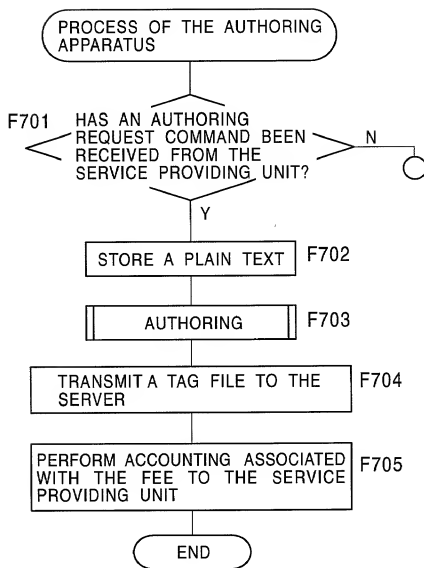 PROCESS OF THE AUTHORING
APPARATUS
F701
HAS AN AUTHORING
REQUEST COMMAND BEEN
RECEIVED FROM THE
SERVICE PROVIDING UNIT?
N
Y
STORE A PLAIN TEXT
F702
AUTHORING
F703
TRANSMIT A TAG FILE TO THE
SERVER
F704
PERFORM ACCOUNTING ASSOCIATED
WITH THE FEE TO THE SERVICE
PROVIDING UNIT
F705
END